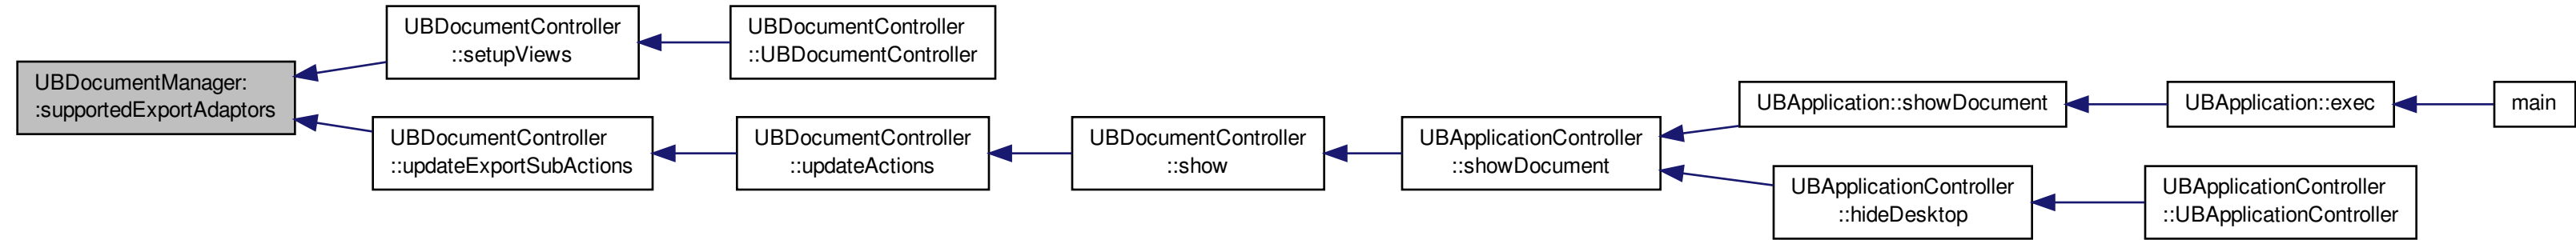 UBDocumentManager:
:supportedExportAdaptors
UBDocumentController
::setupViews
UBDocumentController
::UBDocumentController
UBDocumentController
::updateExportSubActions
UBDocumentController
::updateActions
UBDocumentController
::show
UBApplicationController
::showDocument
UBApplication::showDocument
UBApplication::exec
main
UBApplicationController
::hideDesktop
UBApplicationController
::UBApplicationController